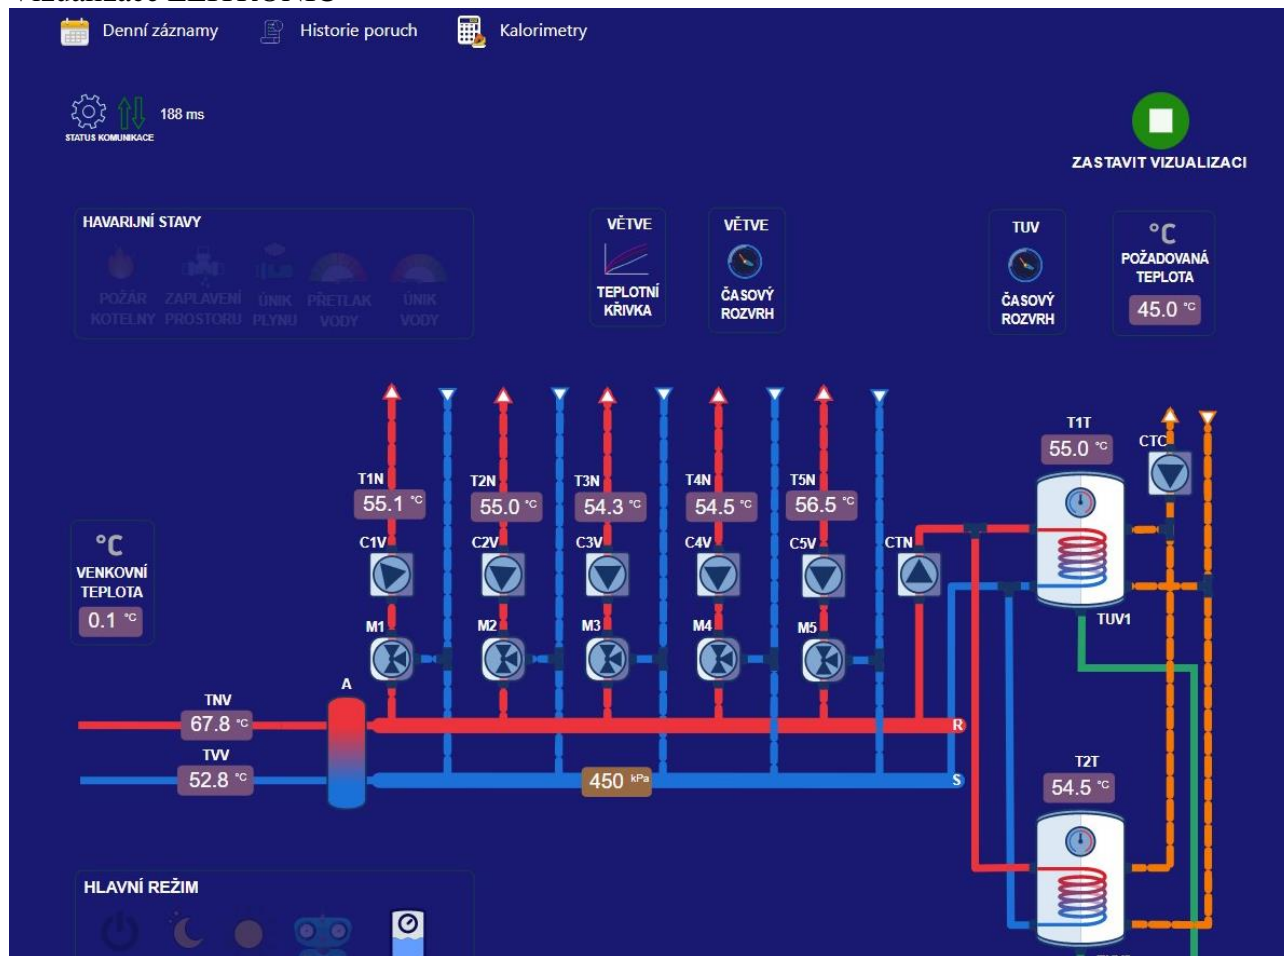 Denní záznamy
Historie poruch
Kalorimetry
188 ms
STATUS KOMUNIKACE
ZASTAVIT VIZUALIZACI
HAVARIJNÍ STAVY
POŽÁR KOTELNY
ZAPLAVENÍ PROSTORU
ÚNIK PLYNU
PŘETLAK VODY
ÚNIK VODY
VĚTVE
TEPLOTNÍ
KŘIVKA
VĚTVE
ČASOVÝ
ROZVRH
TUV
ČASOVÝ
ROZVRH
°C
POŽADOVANÁ
TEPLOTA
45.0 °C
T1T
55.0 °C
CTC
T1N
55.1 °C
T2N
55.0 °C
T3N
54.3 °C
T4N
54.5 °C
T5N
56.5 °C
°C
VENKOVNÍ
TEPLOTA
0.1 °C
C1V
C2V
C3V
C4V
C5V
CTN
M1
M2
M3
M4
M5
TUV1
A
TNV
67.8 °C
R
TVV
52.8 °C
450 kPa
S
T2T
54.5 °C
HLAVNÍ REŽIM